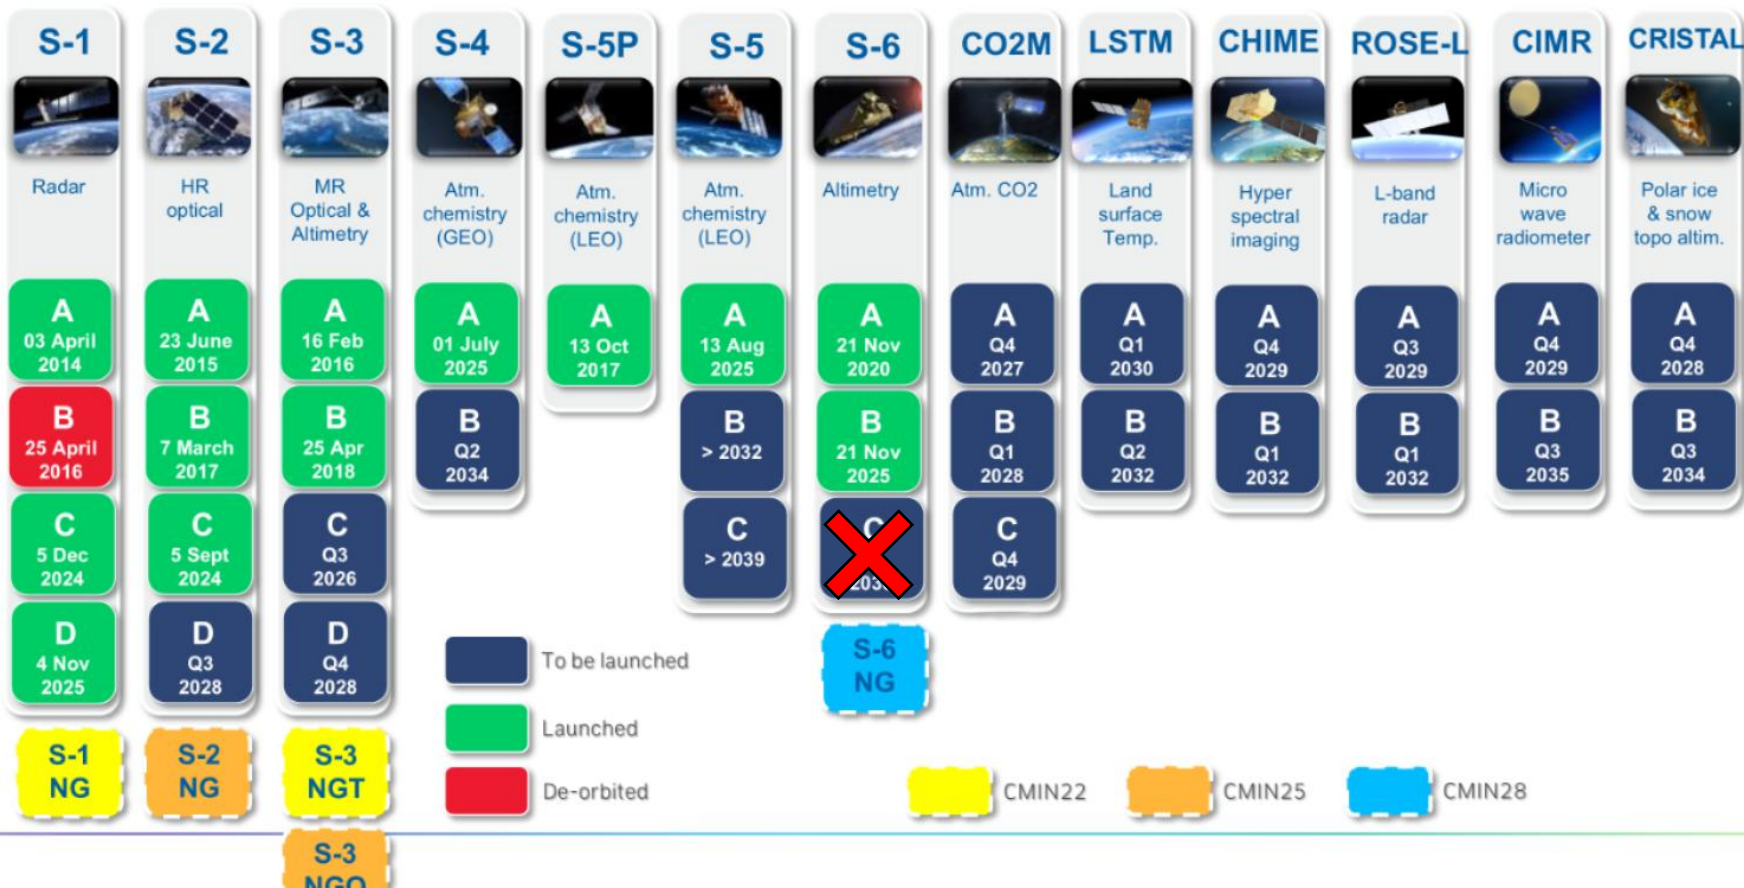 S-1
S-2
S-3
S-4
S-5P
S-5
S-6
CO2M
LSTM
CHIME
ROSE-L
CIMR
CRISTAL
Radar
HR
optical
MR
Optical &
Altimetry
Atm.
chemistry
(GEO)
Atm.
chemistry
(LEO)
Atm.
chemistry
(LEO)
Altimetry
Atm. CO2
Land
surface
Temp.
Hyper
spectral
imaging
L-band
radar
Micro
wave
radiometer
Polar ice
& snow
topo altim.
A
03 April
2014
A
23 June
2015
A
16 Feb
2016
A
01 July
2025
A
13 Oct
2017
A
13 Aug
2025
A
21 Nov
2020
A
Q4
2027
A
Q1
2030
A
Q4
2029
A
Q3
2029
A
Q4
2029
A
Q4
2028
B
25 April
2016
B
7 March
2017
B
25 Apr
2018
B
Q2
2034
B
> 2032
B
21 Nov
2025
B
Q1
2028
B
Q2
2032
B
Q1
2032
B
Q1
2032
B
Q3
2035
B
Q3
2034
C
5 Dec
2024
C
5 Sept
2024
C
Q3
2026
C
> 2039
C
C
Q4
2029
D
4 Nov
2025
D
Q3
2028
D
Q4
2028
To be launched
Launched
De-orbited
S-6
NG
S-1
NG
S-2
NG
S-3
NGT
CMIN22
CMIN25
CMIN28
S-3
NGO